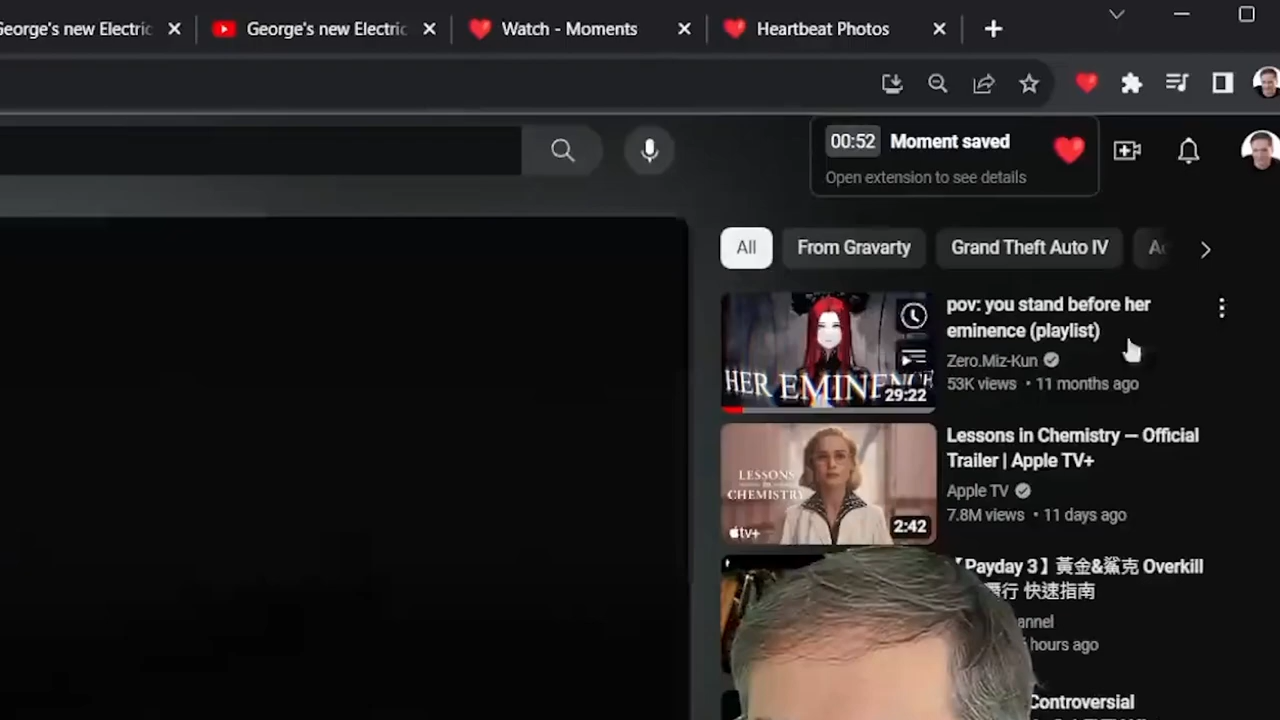 George's new Electric
George's new Electric
Watch - Moments
Heartbeat Photos
00:52 Moment saved
Open extension to see details
All
From Gravarty
Grand Theft Auto IV
pov: you stand before her
eminence (playlist)
Zero.Miz-Kun
53K views • 11 months ago
HER EMINENCE
29:22
Lessons in Chemistry — Official
Trailer | Apple TV+
Apple TV
7.8M views • 11 days ago
LESSONS
in
CHEMISTRY
tv+
2:42
【Payday 3】黃金&鯊克 Overkill
行 快速指南
hours ago
Controversial